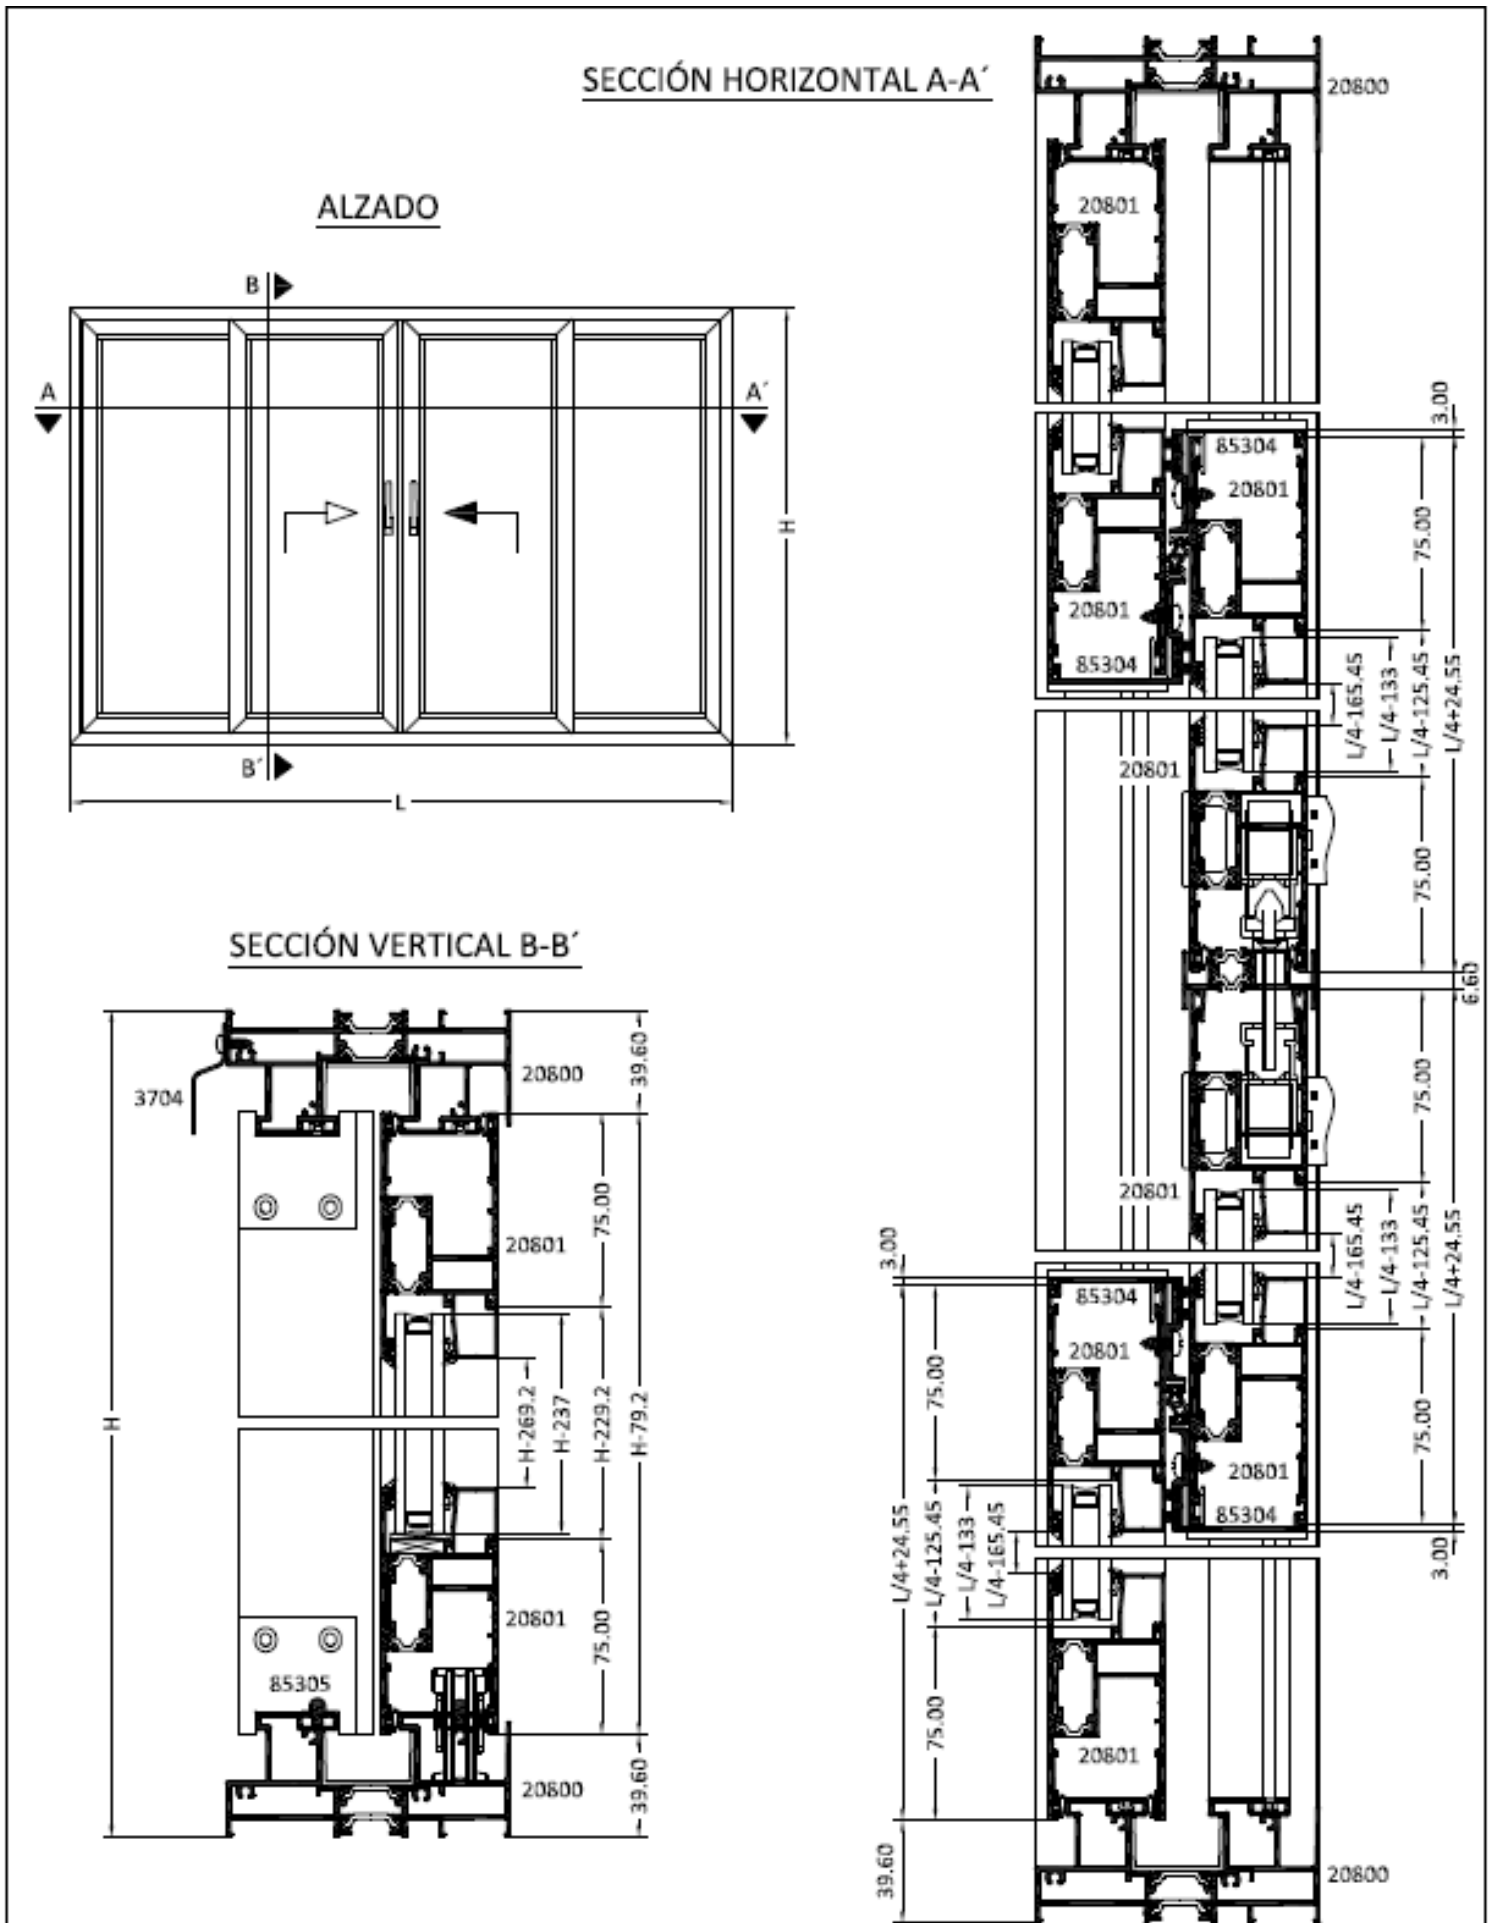 SECCIÓN HORIZONTAL A-A´
20800
20801
ALZADO
B
A
A´
H
B´
L
3.00
85304
20801
75.00
20801
85304
L/4-165.45
L/4-133
L/4-125.45
L/4+24.55
20801
75.00
6.60
75.00
20801
L/4-165.45
L/4-133
L/4-125.45
L/4+24.55
3.00
85304
20801
75.00
75.00
20801
85304
3.00
L/4+24.55
L/4-125.45
L/4-133
L/4-165.45
75.00
20801
39.60
20800
SECCIÓN VERTICAL B-B´
3704
20800
39.60
75.00
20801
H
H-269.2
H-237
H-229.2
H-79.2
20801
75.00
85305
20800
39.60